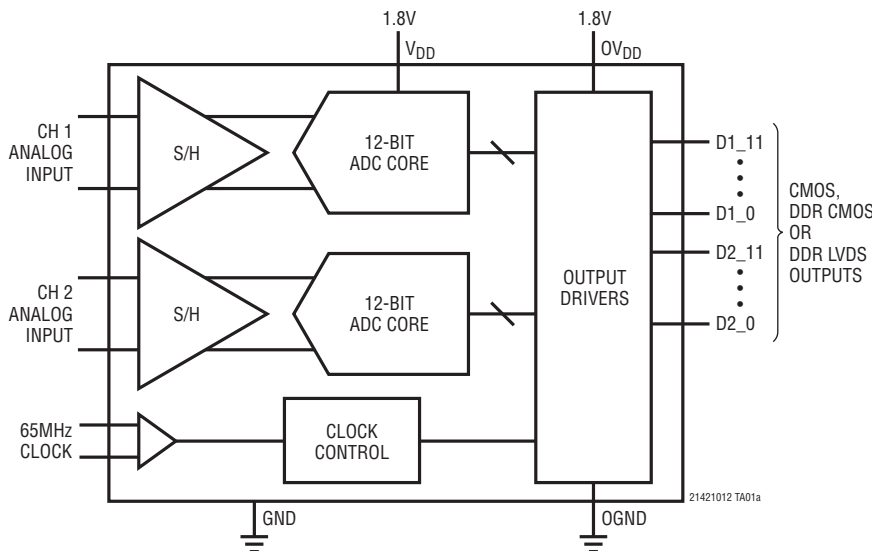 1.8V
1.8V
VDD
OVDD
CH 1
ANALOG
INPUT
S/H
12-BIT
ADC CORE
D1_11
D1_0
CMOS,
DDR CMOS
OR
DDR LVDS
OUTPUTS
D2_11
D2_0
CH 2
ANALOG
INPUT
S/H
12-BIT
ADC CORE
OUTPUT
DRIVERS
65MHz
CLOCK
CLOCK
CONTROL
21421012 TA01a
GND
OGND